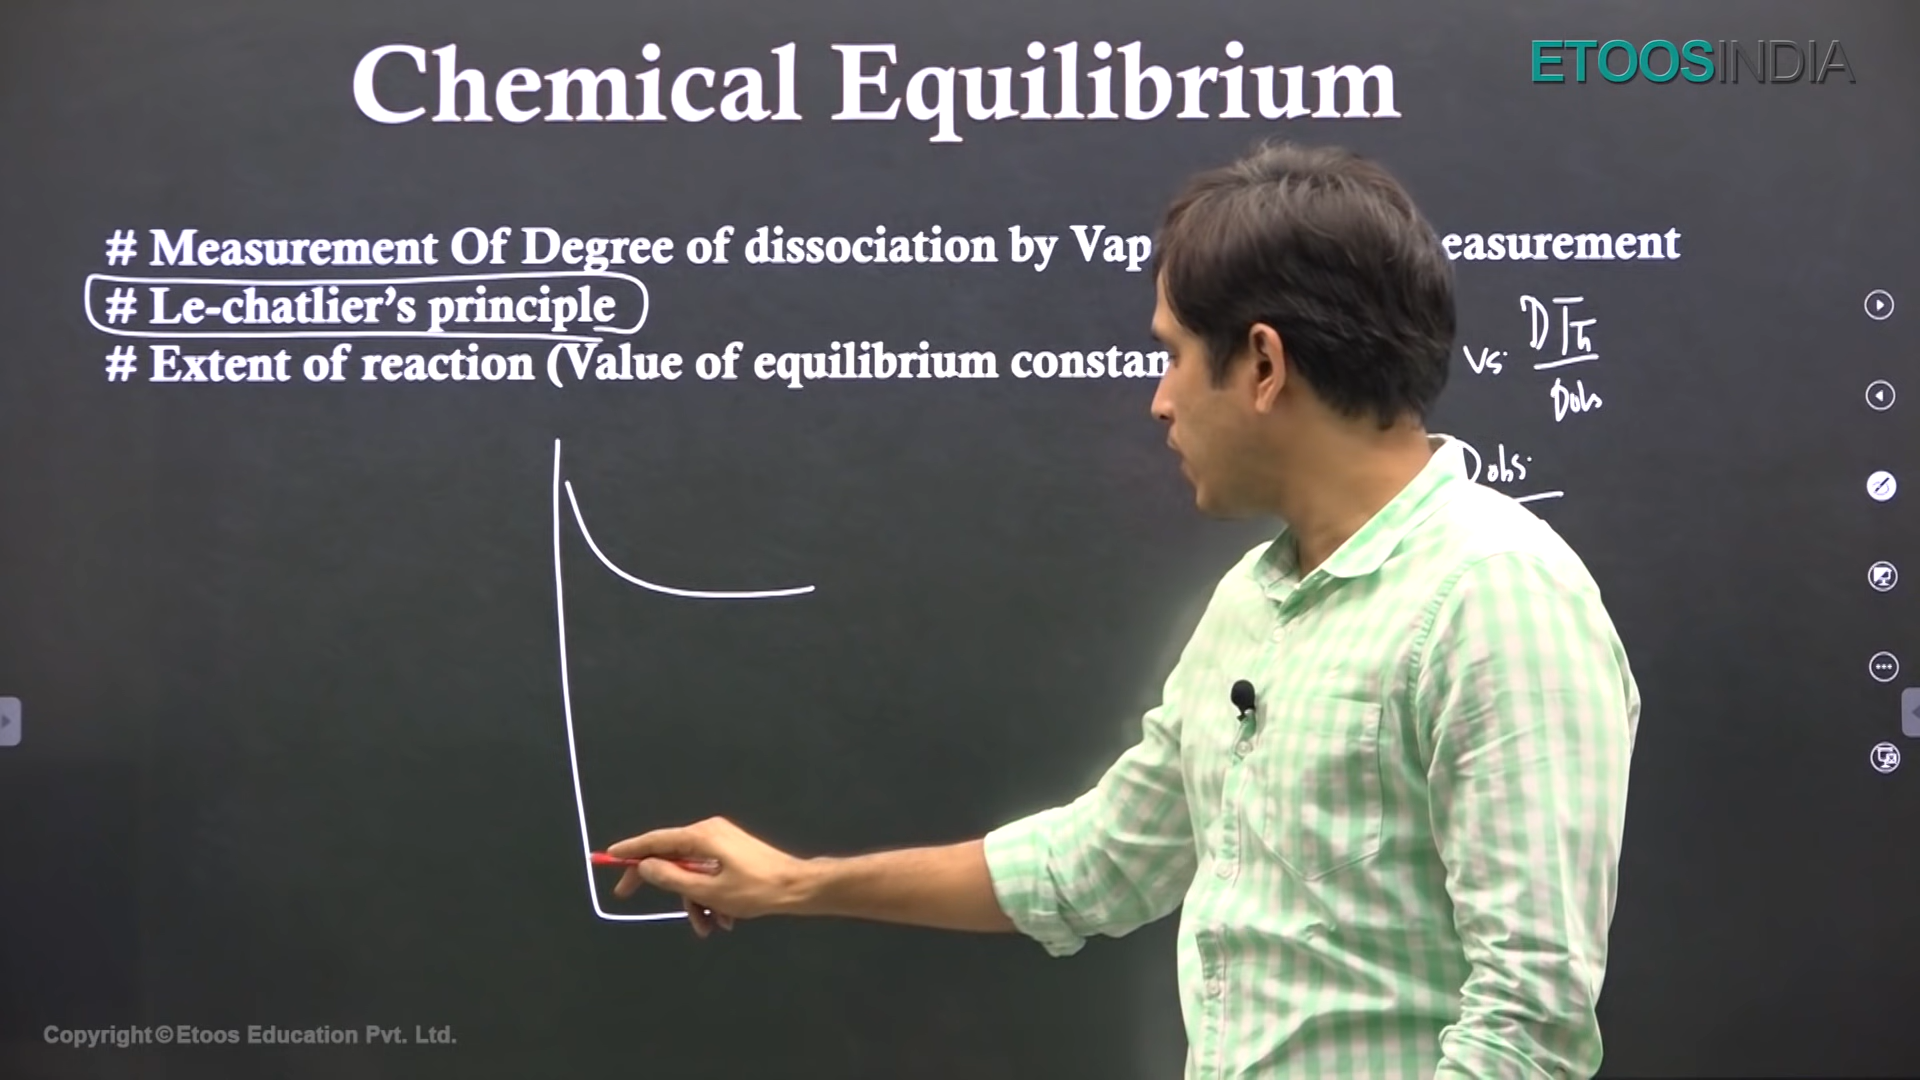 Chemical Equilibrium
ETOOSINDIA
# Measurement Of Degree of dissociation by Vap easurement
# Le-chatlier's principle
# Extent of reaction (Value of equilibrium constan
vs.
Dobs
Dobs.
Copyright © Etoos Education Pvt. Ltd.